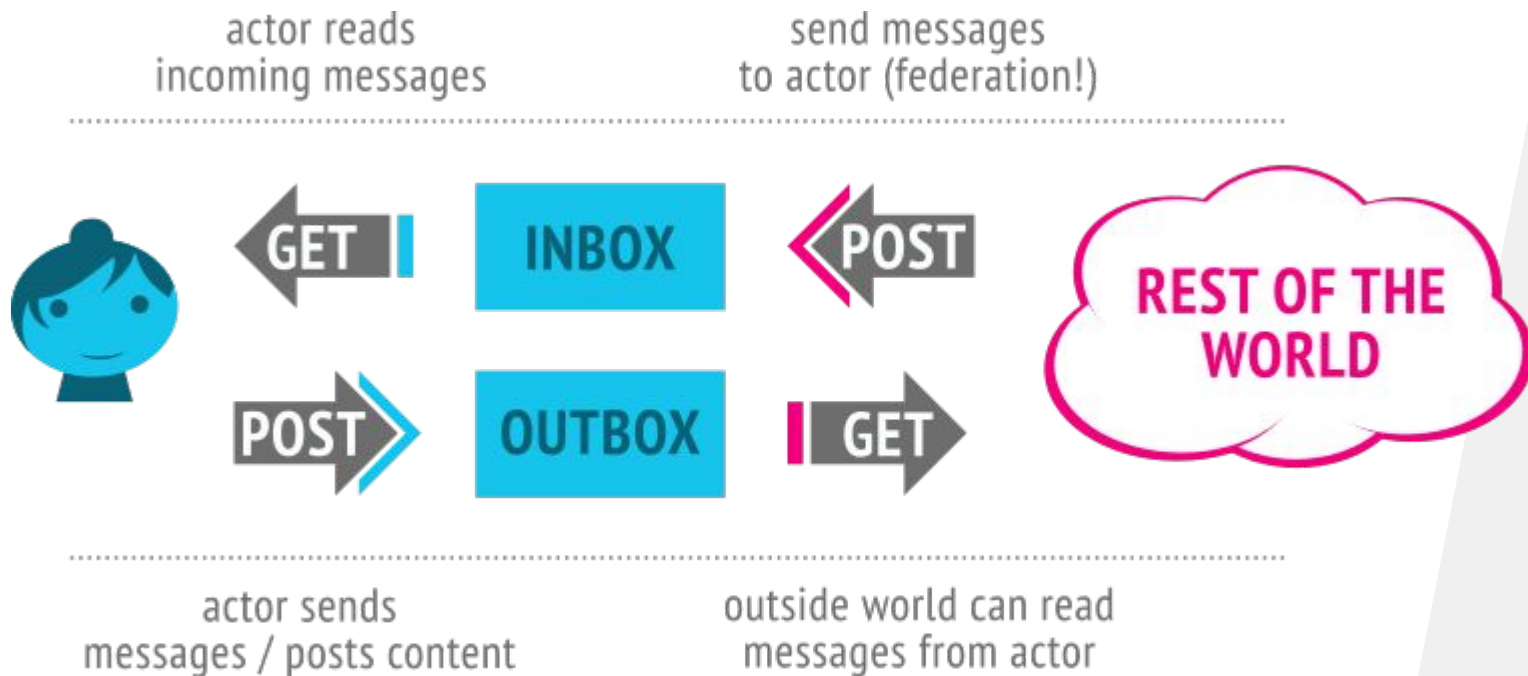 actor reads
incoming messages
send messages
to actor (federation!)
GET
INBOX
POST
REST OF THE
WORLD
POST
OUTBOX
GET
actor sends
messages / posts content
outside world can read
messages from actor